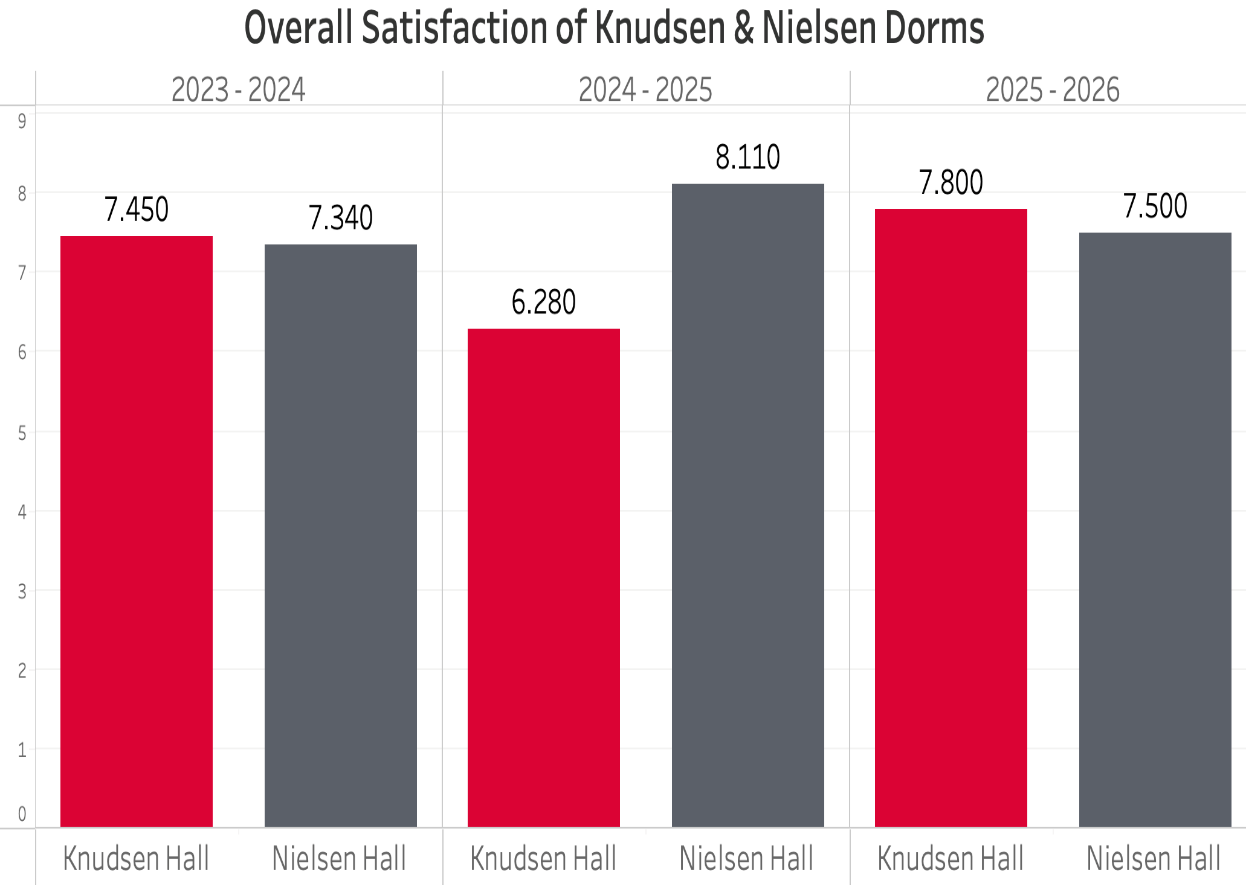 Overall Satisfaction of Knudsen & Nielsen Dorms
2023 - 2024 2024 - 2025 2025 - 2026
9
8
7
6
5
4
3
2
1
0
7.450 7.340 6.280 8.110 7.800 7.500
Knudsen Hall Nielsen Hall Knudsen Hall Nielsen Hall Knudsen Hall Nielsen Hall